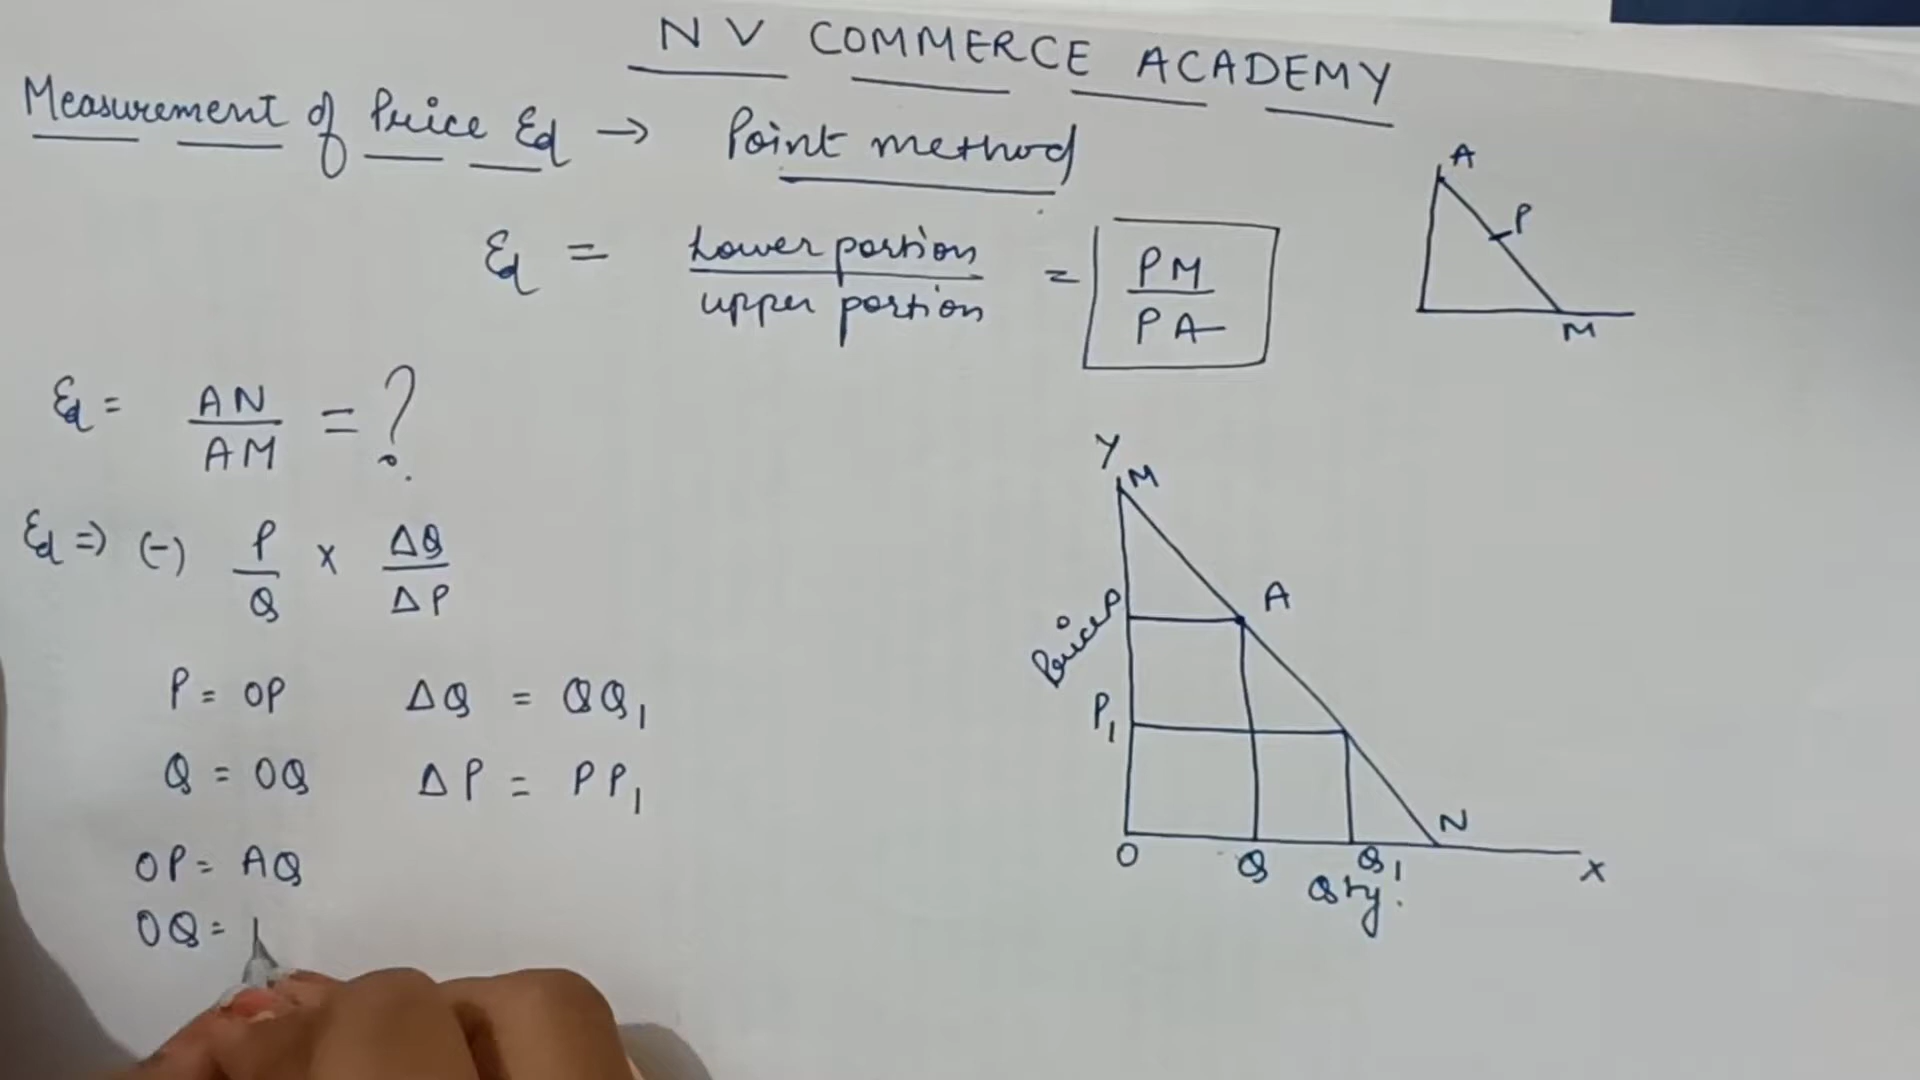 N V COMMERCE ACADEMY
Measurement of Price Ed → Point method
Ed = Lower portion / upper portion = PM / PA
A
P
M
Ed = AN / AM = ?
Ed ⇒ (-) P / Q × ΔQ / ΔP
P = OP ΔQ = QQ₁
Q = OQ ΔP = PP₁
OP = AQ
OQ =
Y
M
A
Price
P
P₁
N
O Q Q₁ X
Qty.